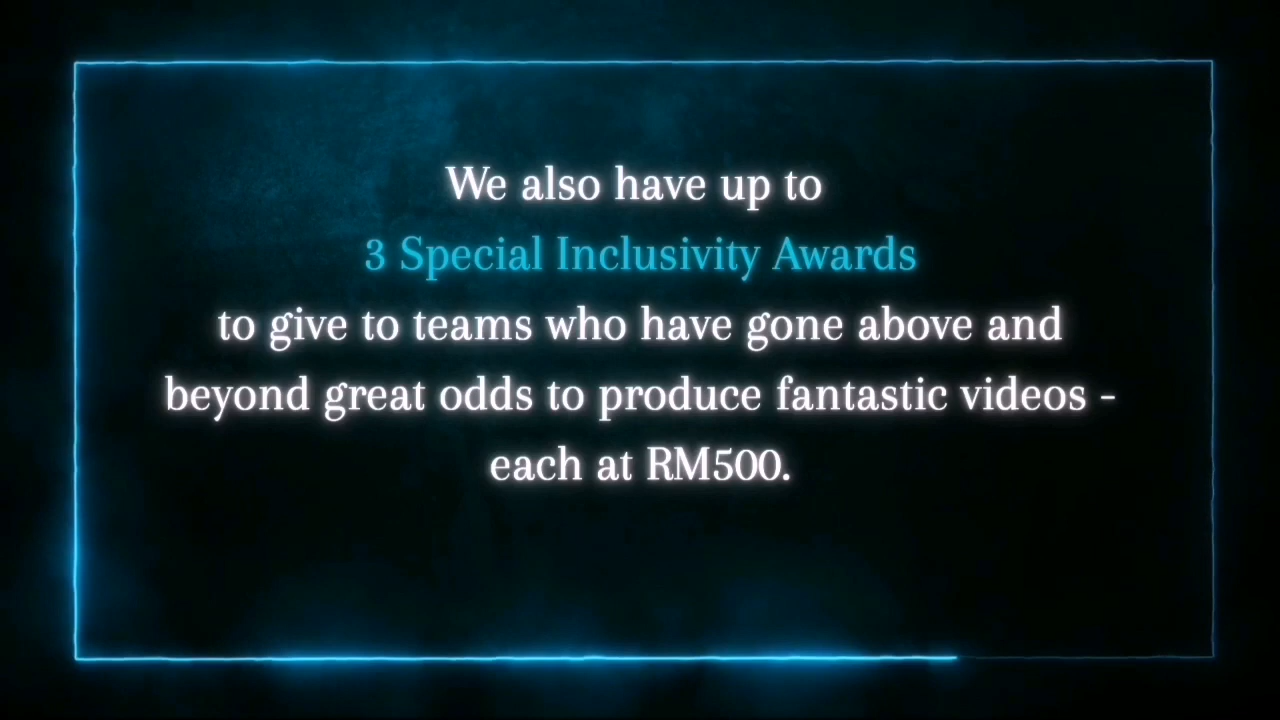 We also have up to
3 Special Inclusivity Awards
to give to teams who have gone above and
beyond great odds to produce fantastic videos -
each at RM500.